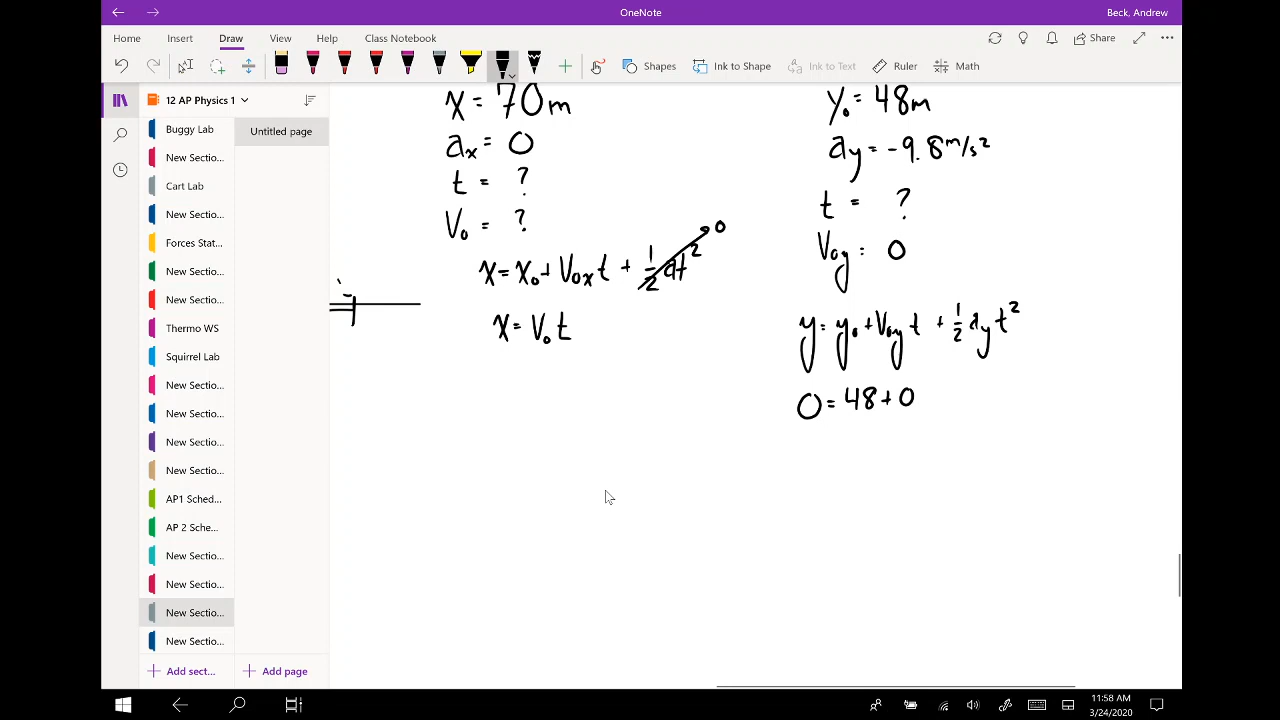 OneNote
Beck, Andrew
Home Insert Draw View Help Class Notebook
Share
Shapes Ink to Shape Ink to Text Ruler Math
12 AP Physics 1
Untitled page
Buggy Lab
New Sectio...
Cart Lab
New Sectio...
Forces Stat...
New Sectio...
New Sectio...
Thermo WS
Squirrel Lab
New Sectio...
New Sectio...
New Sectio...
New Sectio...
AP1 Sched...
AP 2 Sche...
New Sectio...
New Sectio...
New Sectio...
New Sectio...
Add sect...
Add page
x = 70m
aₓ = 0
t = ?
V₀ = ?
x = x₀ + V₀ₓt + 1/2 at² 0
x = V₀t
y₀ = 48m
ay = -9.8 m/s²
t = ?
V₀y = 0
y = y₀ + V₀y t + 1/2 ay t²
0 = 48 + 0
11:58 AM
3/24/2020